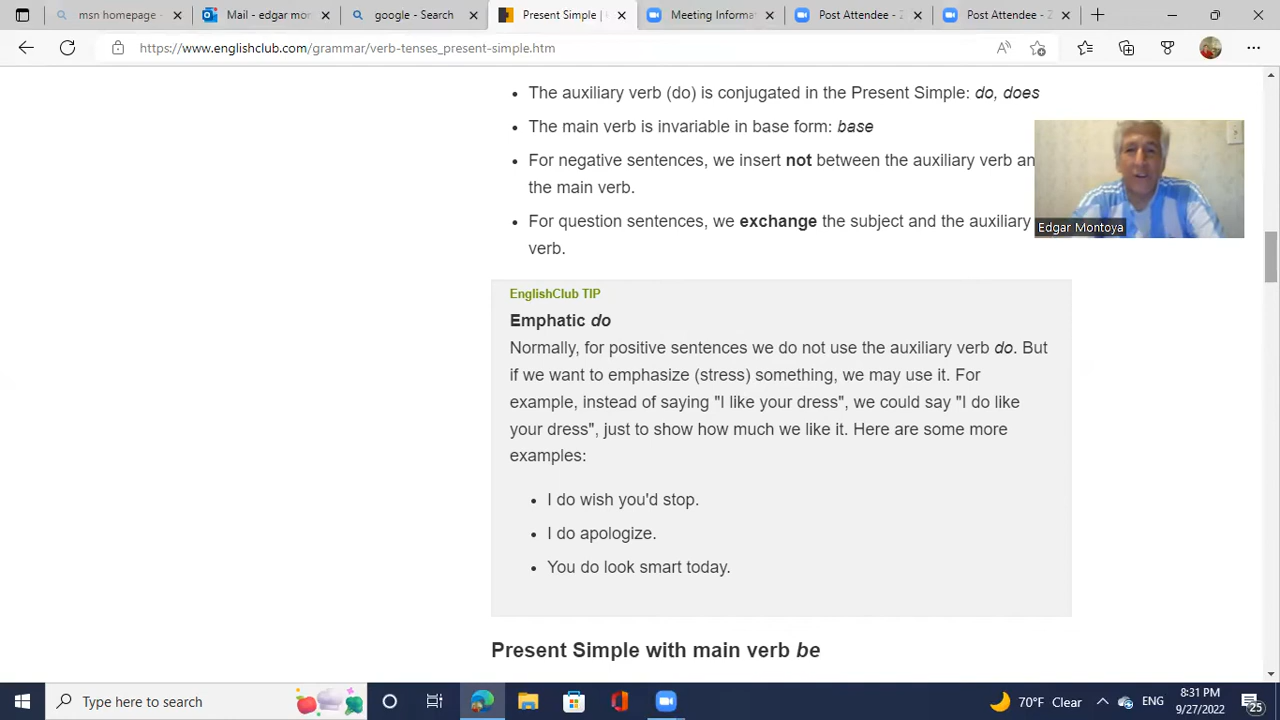 msn homepage -
Mail - edgar mor
google - Search
Present Simple |
Meeting Informa
Post Attendee - Z
Post Attendee - Z
https://www.englishclub.com/grammar/verb-tenses_present-simple.htm
The auxiliary verb (do) is conjugated in the Present Simple: do, does
The main verb is invariable in base form: base
For negative sentences, we insert not between the auxiliary verb an
the main verb.
For question sentences, we exchange the subject and the auxiliary
verb.
Edgar Montoya
EnglishClub TIP
Emphatic do
Normally, for positive sentences we do not use the auxiliary verb do. But
if we want to emphasize (stress) something, we may use it. For
example, instead of saying "I like your dress", we could say "I do like
your dress", just to show how much we like it. Here are some more
examples:
I do wish you'd stop.
I do apologize.
You do look smart today.
Present Simple with main verb be
Type here to search
70°F Clear
ENG
8:31 PM
9/27/2022
25